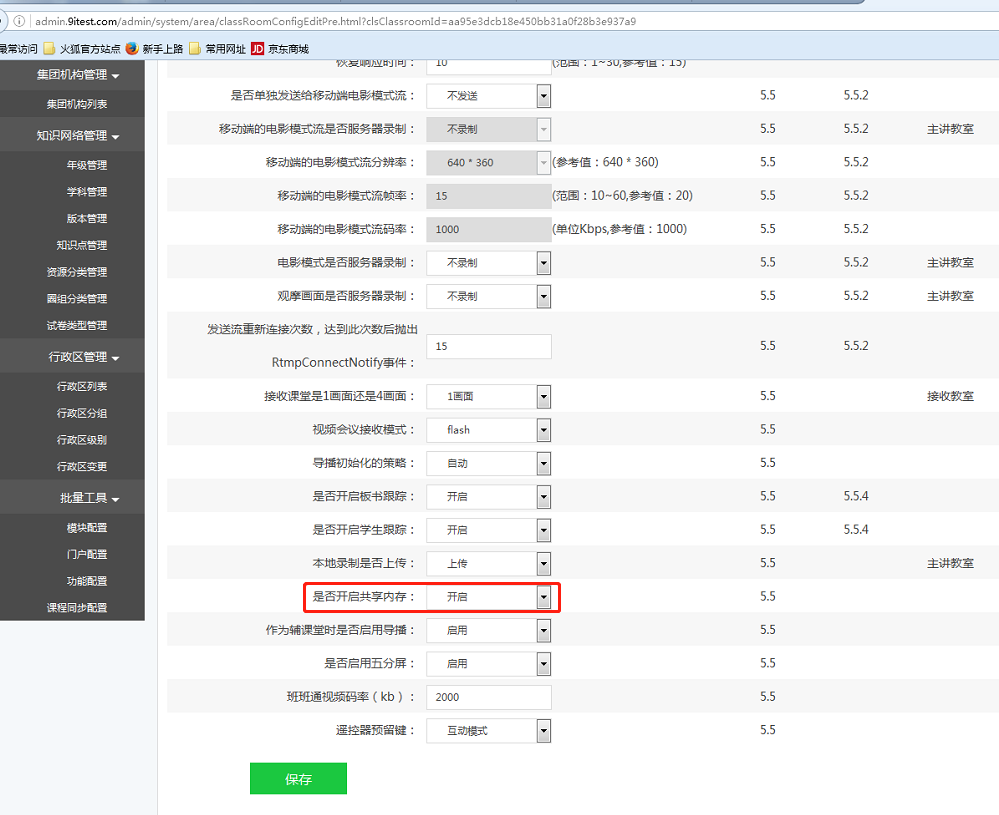 admin.9itest.com/admin/system/area/classRoomConfigEditPre.html?clsClassroomId=aa95e3dcb18e450bb31a0f28b3e937a9
最常访问 火狐官方站点 新手上路 常用网址 JD 京东商城
集团机构管理
集团机构列表
知识网络管理
年级管理
学科管理
版本管理
知识点管理
资源分类管理
圈组分类管理
试卷类型管理
行政区管理
行政区列表
行政区分组
行政区级别
行政区变更
批量工具
模块配置
门户配置
功能配置
课程同步配置
恢复响应时间： 10 (范围：1~30,参考值：15)
是否单独发送给移动端电影模式流： 不发送 5.5 5.5.2
移动端的电影模式流是否服务器录制： 不录制 5.5 5.5.2 主讲教室
移动端的电影模式流分辨率： 640 * 360 (参考值：640 * 360) 5.5 5.5.2
移动端的电影模式流帧率： 15 (范围：10~60,参考值：20) 5.5 5.5.2
移动端的电影模式流码率： 1000 (单位Kbps,参考值：1000) 5.5 5.5.2
电影模式是否服务器录制： 不录制 5.5 5.5.2 主讲教室
观摩画面是否服务器录制： 不录制 5.5 5.5.2 主讲教室
发送流重新连接次数，达到此次数后抛出
RtmpConnectNotify事件： 15 5.5 5.5.2
接收课堂是1画面还是4画面： 1画面 5.5 接收教室
视频会议接收模式： flash 5.5
导播初始化的策略： 自动 5.5
是否开启板书跟踪： 开启 5.5 5.5.4
是否开启学生跟踪： 开启 5.5 5.5.4
本地录制是否上传： 上传 5.5 主讲教室
是否开启共享内存： 开启 5.5
作为辅课堂时是否启用导播： 启用 5.5
是否启用五分屏： 启用 5.5
班班通视频码率（kb）： 2000 5.5
遥控器预留键： 互动模式 5.5
保存